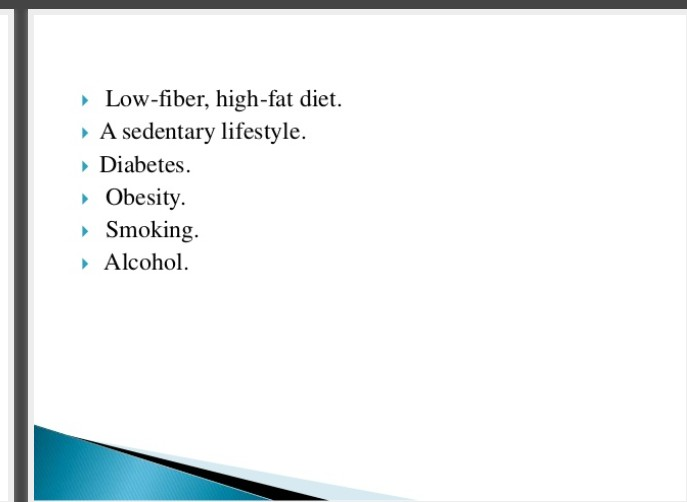 Low-fiber, high-fat diet.
A sedentary lifestyle.
Diabetes.
Obesity.
Smoking.
Alcohol.